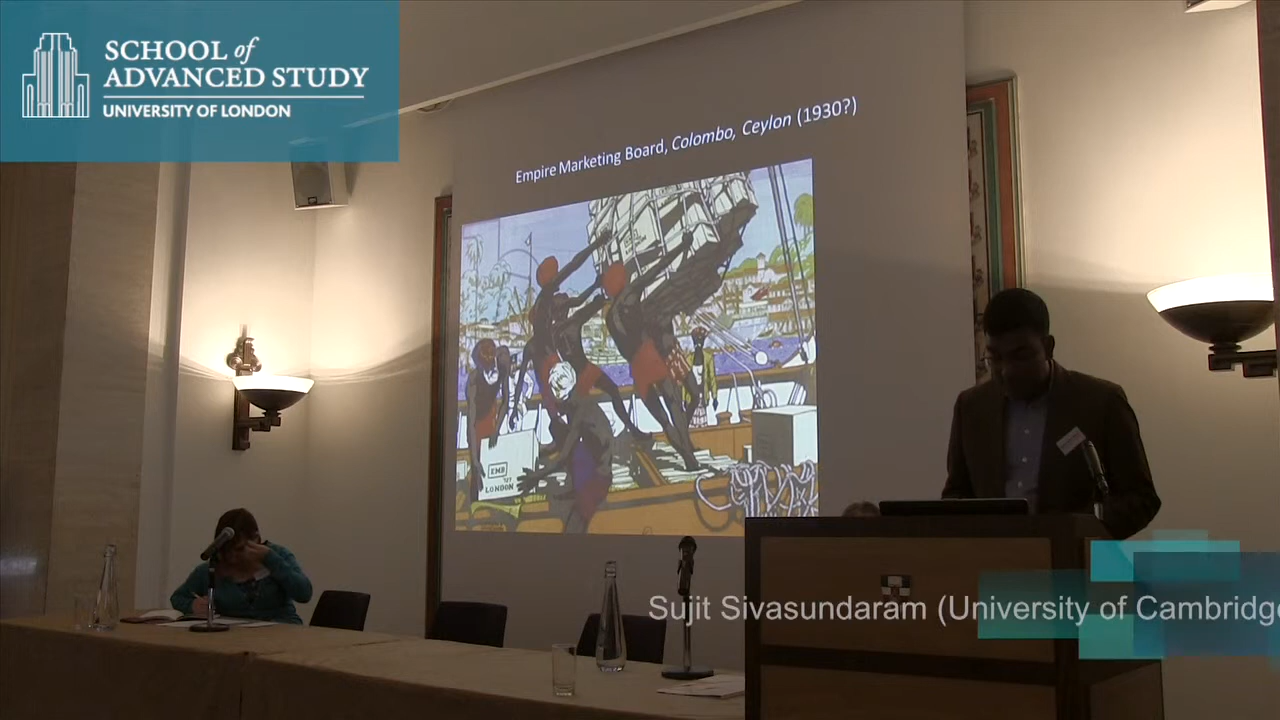 SCHOOL of
ADVANCED STUDY
UNIVERSITY OF LONDON
Empire Marketing Board, Colombo, Ceylon (1930?)
EMB
LONDON
Sujit Sivasundaram (University of Cambridge